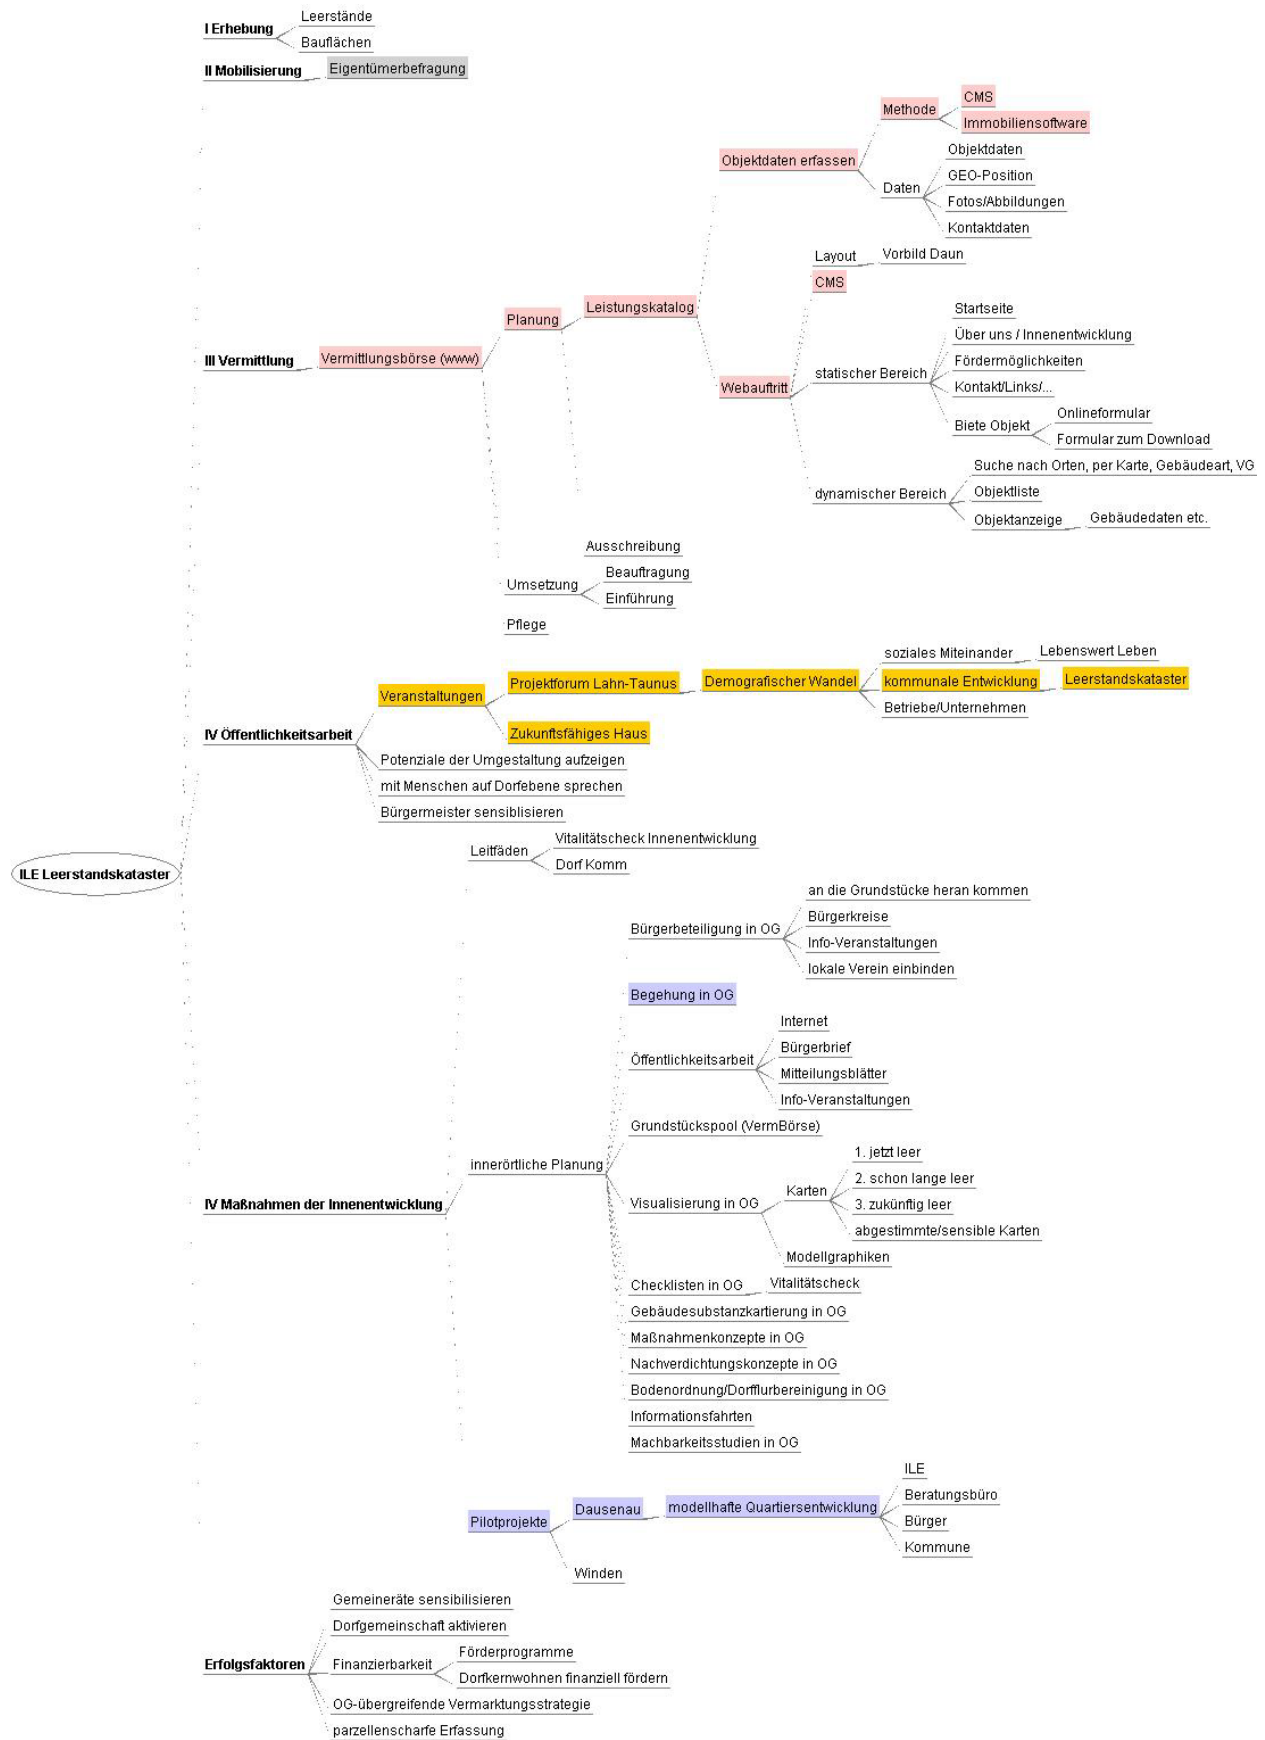 I Erhebung
Leerstände
Bauflächen
II Mobilisierung
Eigentümerbefragung
III Vermittlung
Vermittlungsbörse (www)
Planung
Leistungskatalog
Objektdaten erfassen
Methode
CMS
Immobiliensoftware
Daten
Objektdaten
GEO-Position
Fotos/Abbildungen
Kontaktdaten
Webauftritt
Layout
Vorbild Daun
CMS
statischer Bereich
Startseite
Über uns / Innenentwicklung
Fördermöglichkeiten
Kontakt/Links/...
Biete Objekt
Onlineformular
Formular zum Download
dynamischer Bereich
Suche nach Orten, per Karte, Gebäudeart, VG
Objektliste
Objektanzeige
Gebäudedaten etc.
Ausschreibung
Umsetzung
Beauftragung
Einführung
Pflege
IV Öffentlichkeitsarbeit
Veranstaltungen
Projektforum Lahn-Taunus
Demografischer Wandel
soziales Miteinander
Lebenswert Leben
kommunale Entwicklung
Leerstandskataster
Betriebe/Unternehmen
Zukunftsfähiges Haus
Potenziale der Umgestaltung aufzeigen
mit Menschen auf Dorfebene sprechen
Bürgermeister sensiblisieren
ILE Leerstandskataster
IV Maßnahmen der Innenentwicklung
Leitfäden
Vitalitätscheck Innenentwicklung
Dorf Komm
innerörtliche Planung
Bürgerbeteiligung in OG
an die Grundstücke heran kommen
Bürgerkreise
Info-Veranstaltungen
lokale Verein einbinden
Begehung in OG
Öffentlichkeitsarbeit
Internet
Bürgerbrief
Mitteilungsblätter
Info-Veranstaltungen
Grundstückspool (VermBörse)
Visualisierung in OG
Karten
1. jetzt leer
2. schon lange leer
3. zukünftig leer
abgestimmte/sensible Karten
Modellgraphiken
Checklisten in OG
Vitalitätscheck
Gebäudesubstanzkartierung in OG
Maßnahmenkonzepte in OG
Nachverdichtungskonzepte in OG
Bodenordnung/Dorfflurbereinigung in OG
Informationsfahrten
Machbarkeitsstudien in OG
Pilotprojekte
Dausenau
modellhafte Quartiersentwicklung
ILE
Beratungsbüro
Bürger
Kommune
Winden
Erfolgsfaktoren
Gemeineräte sensibilisieren
Dorfgemeinschaft aktivieren
Finanzierbarkeit
Förderprogramme
Dorfkernwohnen finanziell fördern
OG-übergreifende Vermarktungsstrategie
parzellenscharfe Erfassung